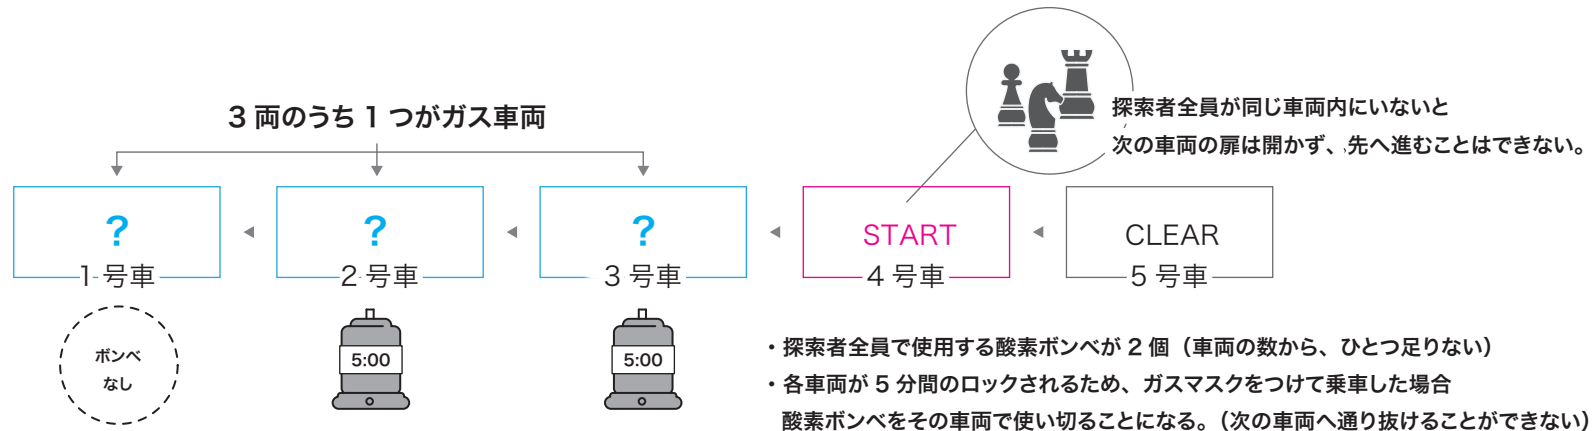 3 両のうち 1 つがガス車両
探索者全員が同じ車両内にいないと
次の車両の扉は開かず、先へ進むことはできない。
?
1 号車
?
2 号車
?
3 号車
START
4 号車
CLEAR
5 号車
ボンベ
なし
5:00
5:00
・探索者全員で使用する酸素ボンベが 2 個（車両の数から、ひとつ足りない）
・各車両が 5 分間のロックされるため、ガスマスクをつけて乗車した場合
酸素ボンベをその車両で使い切ることになる。（次の車両へ通り抜けることができない）